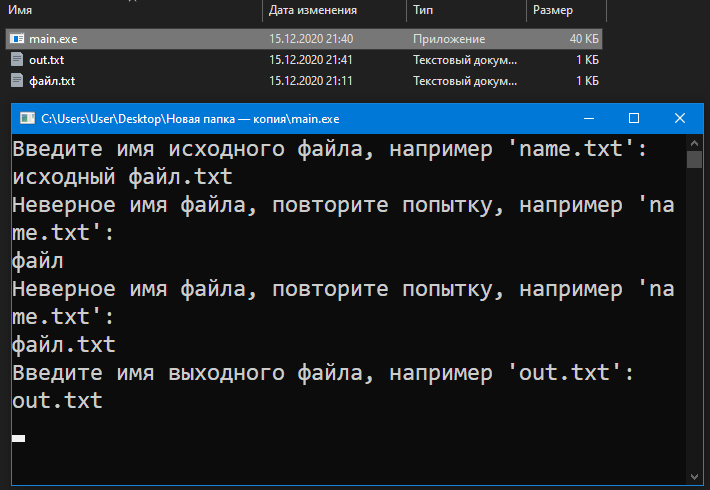 Имя Дата изменения Тип Размер
main.exe 15.12.2020 21:40 Приложение 40 КБ
out.txt 15.12.2020 21:41 Текстовый докум... 1 КБ
файл.txt 15.12.2020 21:11 Текстовый докум... 1 КБ
C:\Users\User\Desktop\Новая папка — копия\main.exe
Введите имя исходного файла, например 'name.txt':
исходный файл.txt
Неверное имя файла, повторите попытку, например 'na
me.txt':
файл
Неверное имя файла, повторите попытку, например 'na
me.txt':
файл.txt
Введите имя выходного файла, например 'out.txt':
out.txt